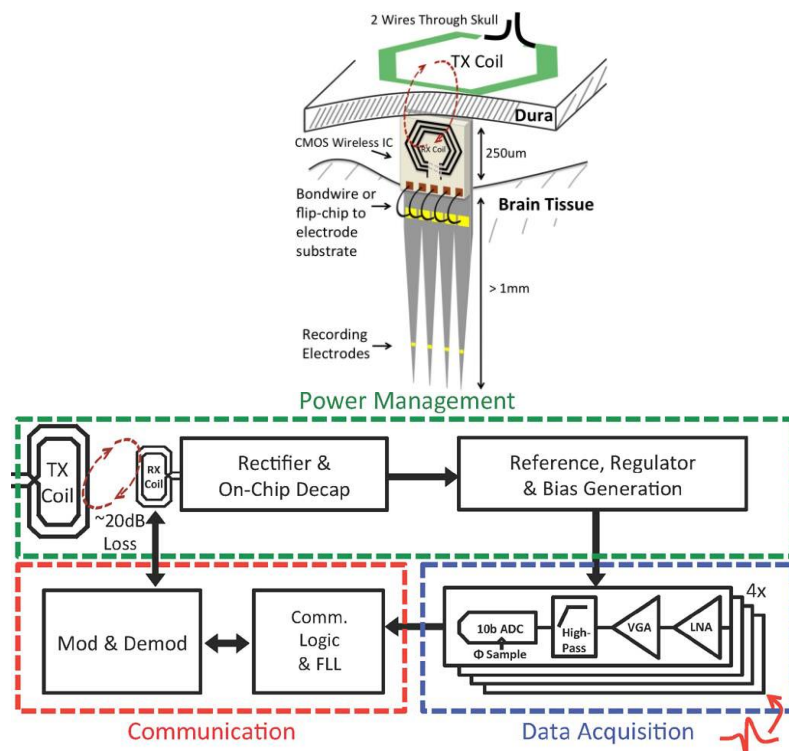 2 Wires Through Skull
TX Coil
Dura
CMOS Wireless IC
RX Coil
250um
Bondwire or
flip-chip to
electrode
substrate
Brain Tissue
> 1mm
Recording
Electrodes
Power Management
TX
Coil
RX
Coil
~20dB
Loss
Rectifier &
On-Chip Decap
Reference, Regulator
& Bias Generation
Mod & Demod
Comm.
Logic
& FLL
10b ADC
Φ Sample
High-
Pass
VGA
LNA
4x
Communication
Data Acquisition